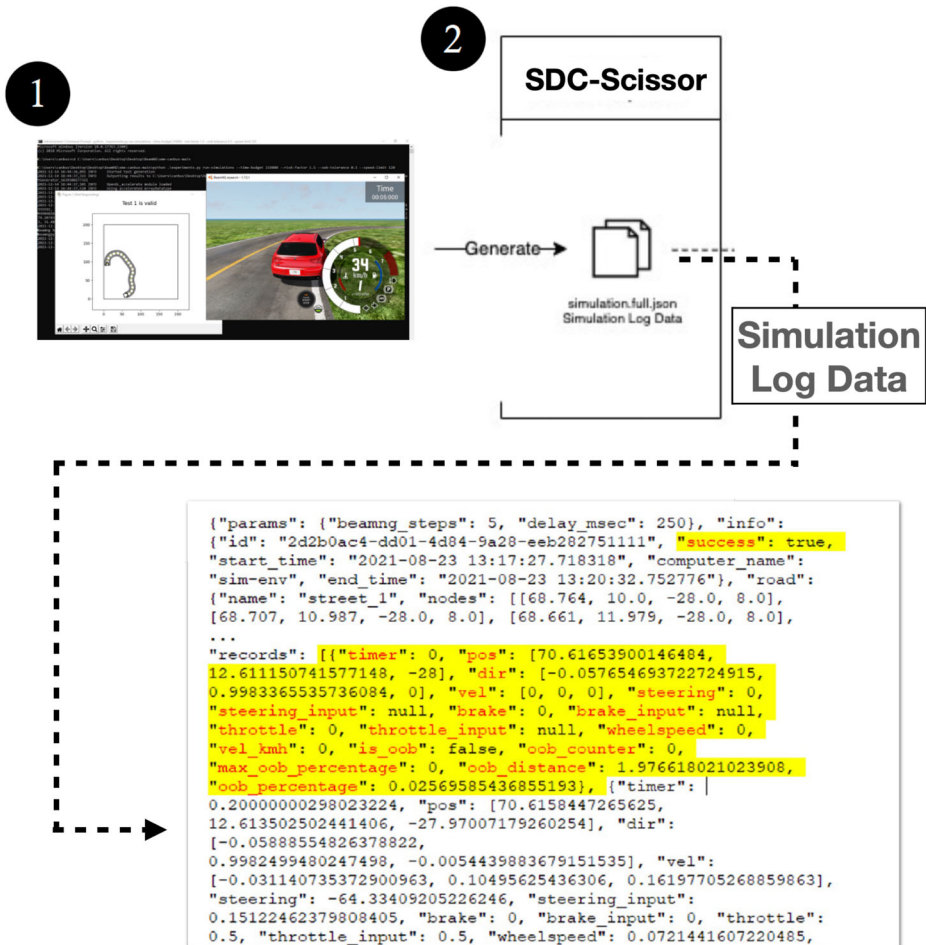 1
2
SDC-Scissor
Test 1 is valid
Time
00:05:000
34
km/h
Generate
simulation.full.json
Simulation Log Data
Simulation
Log Data
{"params": {"beamng_steps": 5, "delay_msec": 250}, "info":
{"id": "2d2b0ac4-dd01-4d84-9a28-eeb282751111", "success": true,
"start_time": "2021-08-23 13:17:27.718318", "computer_name":
"sim-env", "end_time": "2021-08-23 13:20:32.752776"}, "road":
{"name": "street_1", "nodes": [[68.764, 10.0, -28.0, 8.0],
[68.707, 10.987, -28.0, 8.0], [68.661, 11.979, -28.0, 8.0],
...
"records": [{"timer": 0, "pos": [70.61653900146484,
12.611150741577148, -28], "dir": [-0.057654693722724915,
0.9983365535736084, 0], "vel": [0, 0, 0], "steering": 0,
"steering_input": null, "brake": 0, "brake_input": null,
"throttle": 0, "throttle_input": null, "wheelspeed": 0,
"vel_kmh": 0, "is_oob": false, "oob_counter": 0,
"max_oob_percentage": 0, "oob_distance": 1.976618021023908,
"oob_percentage": 0.02569585436855193}, {"timer":
0.20000000298023224, "pos": [70.6158447265625,
12.613502502441406, -27.97007179260254], "dir":
[-0.05888554826378822,
0.9982499480247498, -0.0054439883679151535], "vel":
[-0.031140735372900963, 0.10495625436306, 0.16197705268859863],
"steering": -64.33409205226246, "steering_input":
0.15122462379808405, "brake": 0, "brake_input": 0, "throttle":
0.5, "throttle_input": 0.5, "wheelspeed": 0.0721441607220485,